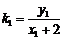 k₁ = y₁/(x₁ + 2)